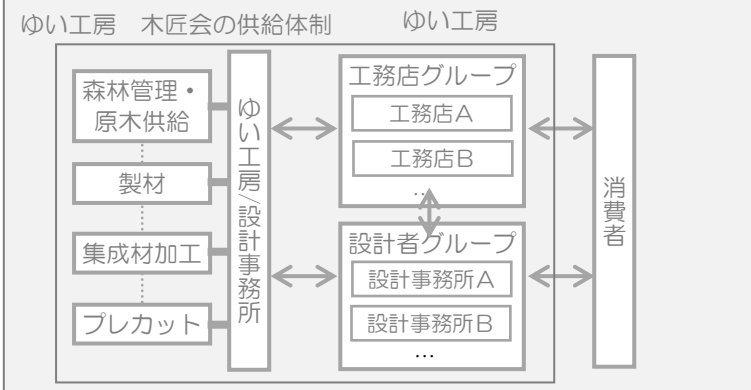 ゆい工房　木匠会の供給体制
ゆい工房
森林管理・
原木供給
製材
集成材加工
プレカット
ゆい工房/設計事務所
工務店グループ
工務店A
工務店B
…
設計者グループ
設計事務所A
設計事務所B
…
消費者